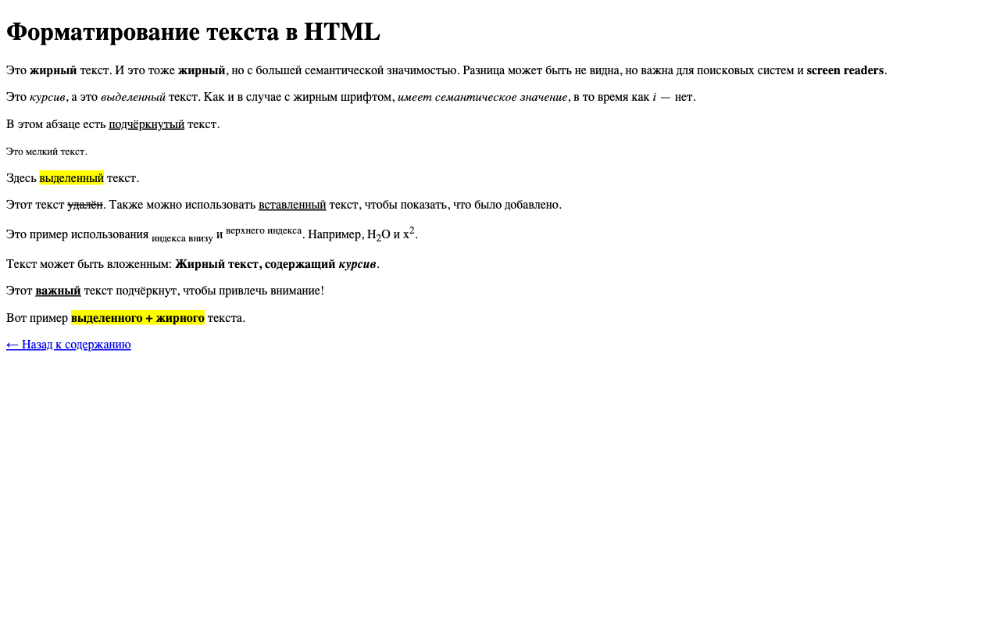 Форматирование текста в HTML
Это жирный текст. И это тоже жирный, но с большей семантической значимостью. Разница может быть не видна, но важна для поисковых систем и screen readers.
Это курсив, а это выделенный текст. Как и в случае с жирным шрифтом, имеет семантическое значение, в то время как i — нет.
В этом абзаце есть подчёркнутый текст.
Это мелкий текст.
Здесь выделенный текст.
Этот текст удалён. Также можно использовать вставленный текст, чтобы показать, что было добавлено.
Это пример использования индекса внизу и верхнего индекса. Например, H₂O и x².
Текст может быть вложенным: Жирный текст, содержащий курсив.
Этот важный текст подчёркнут, чтобы привлечь внимание!
Вот пример выделенного + жирного текста.
← Назад к содержанию